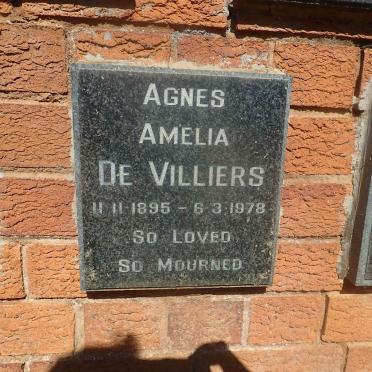 AGNES
AMELIA
DE VILLIERS
11·11·1895 – 6·3·1978
SO LOVED
SO MOURNED